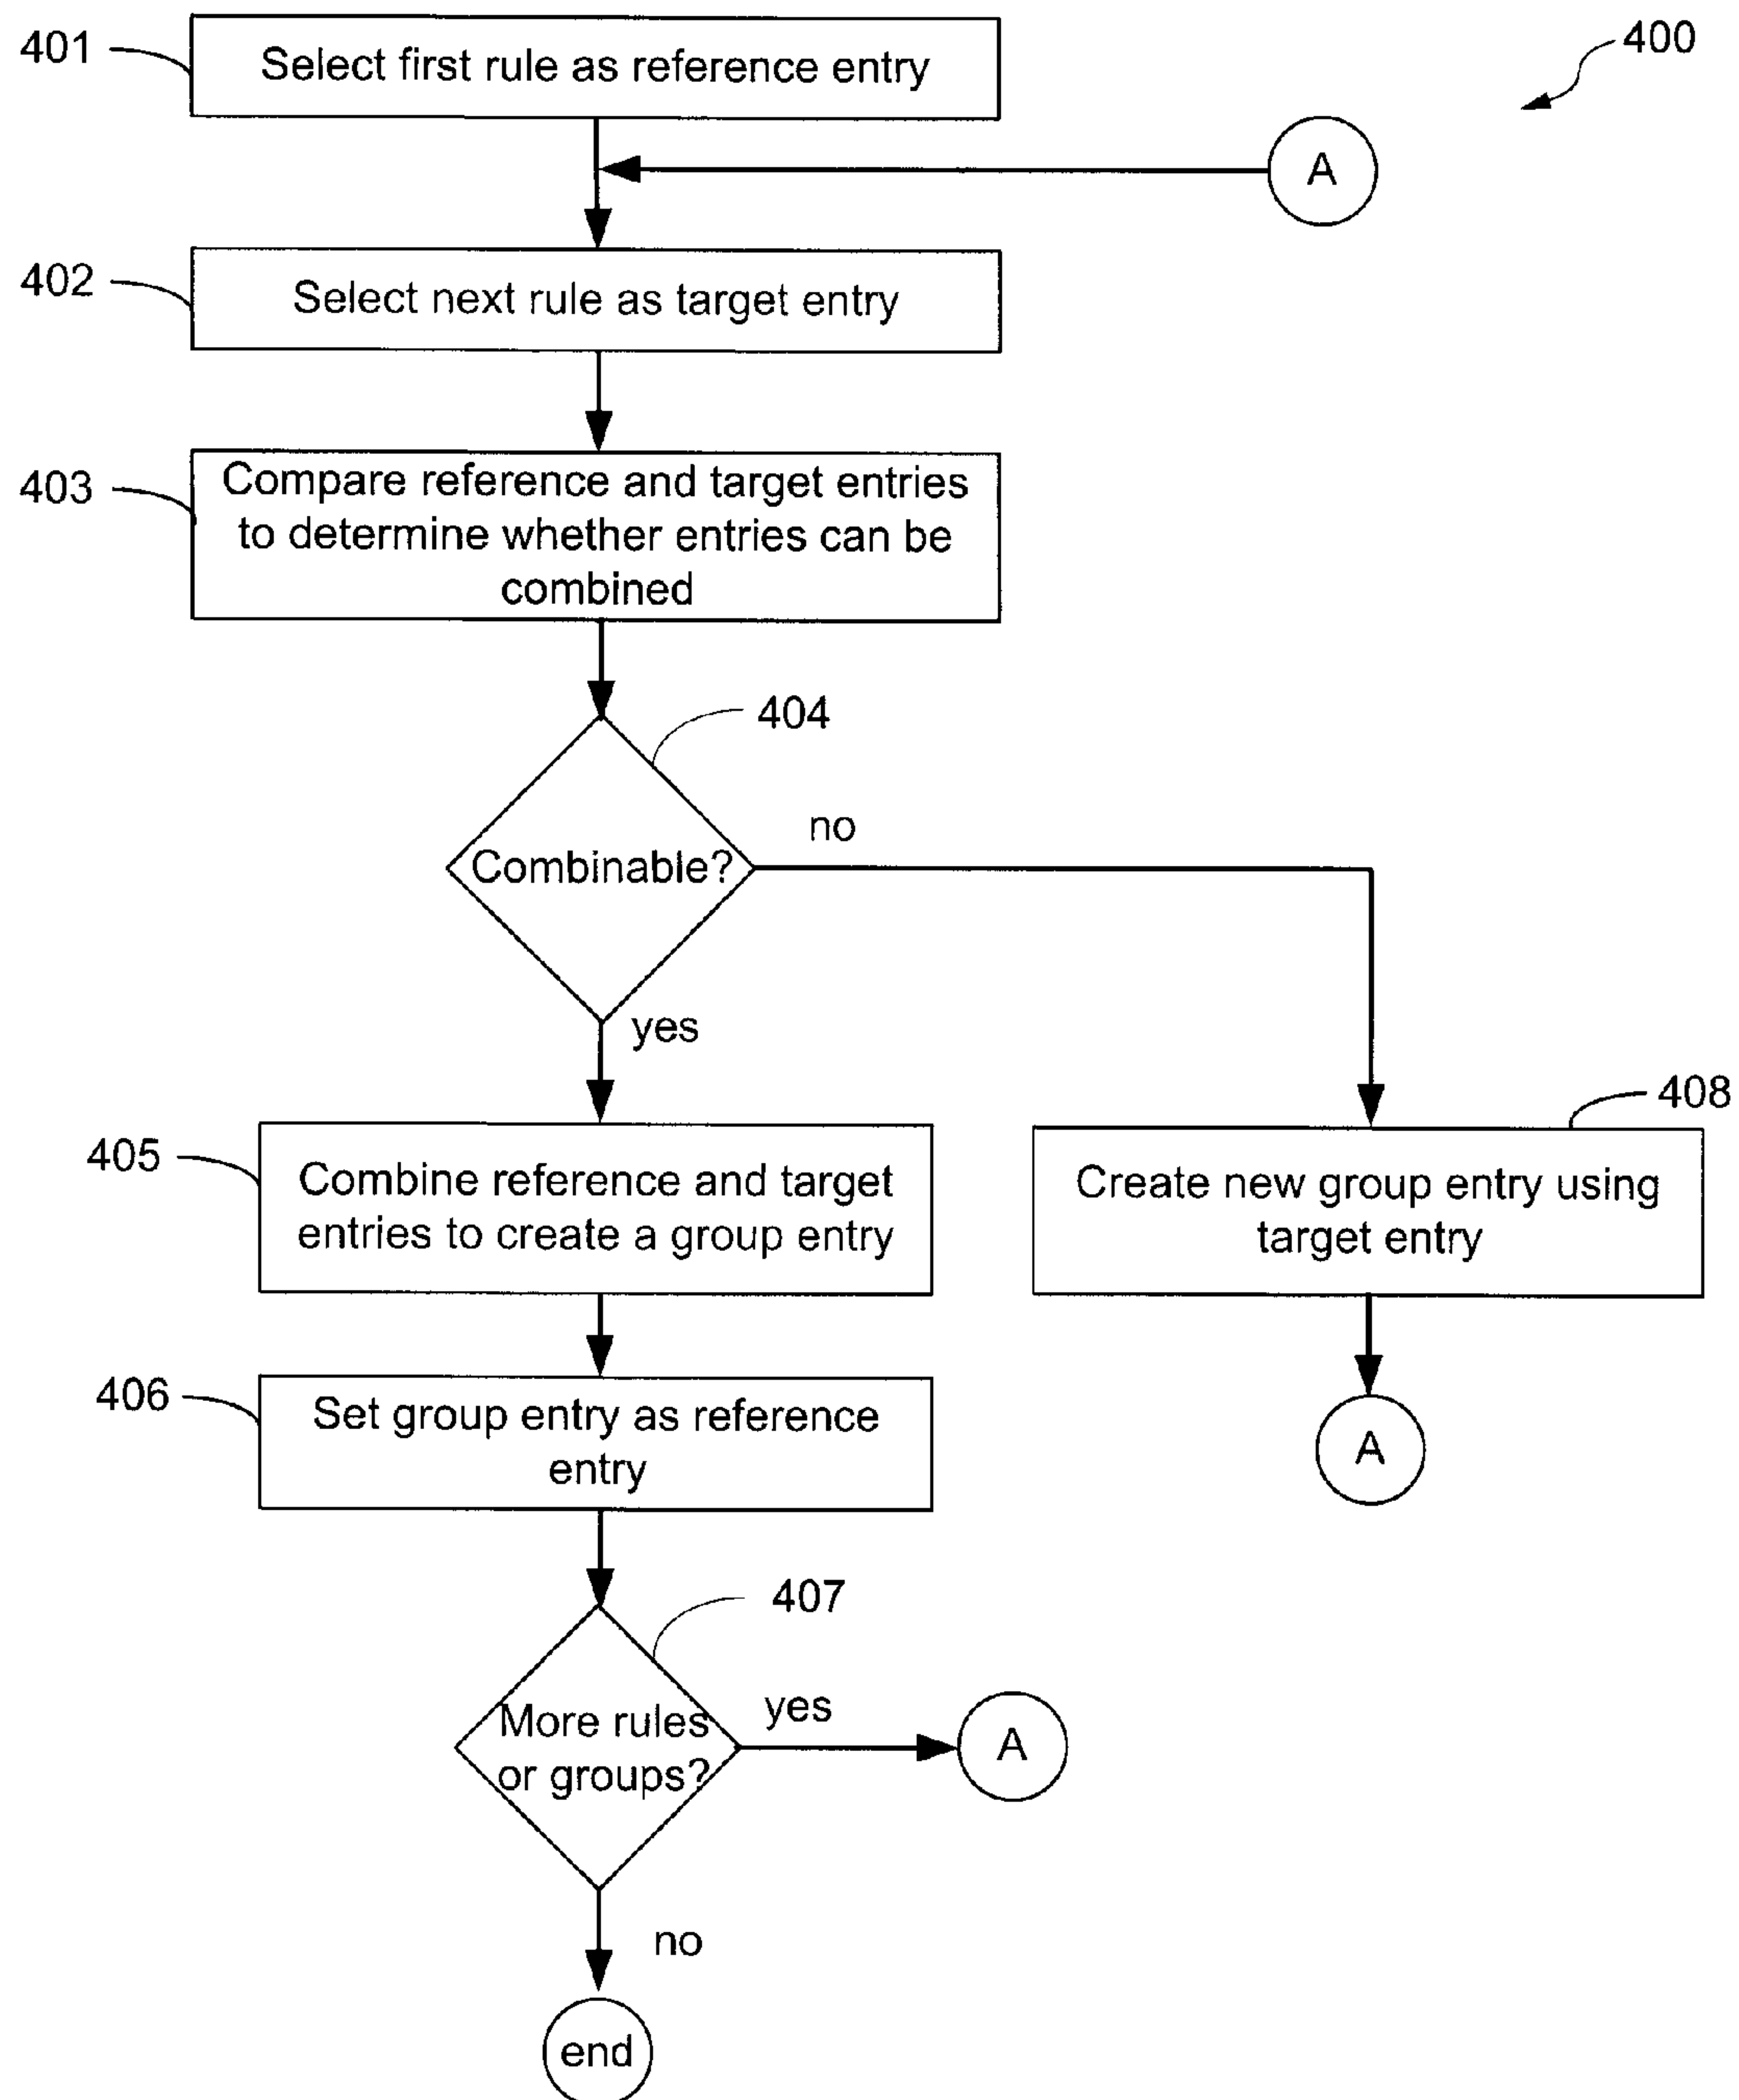 401
Select first rule as reference entry
400
A
402
Select next rule as target entry
403
Compare reference and target entries
to determine whether entries can be
combined
404
Combinable?
no
yes
405
Combine reference and target
entries to create a group entry
408
Create new group entry using
target entry
406
Set group entry as reference
entry
A
407
More rules
or groups?
yes
A
no
end